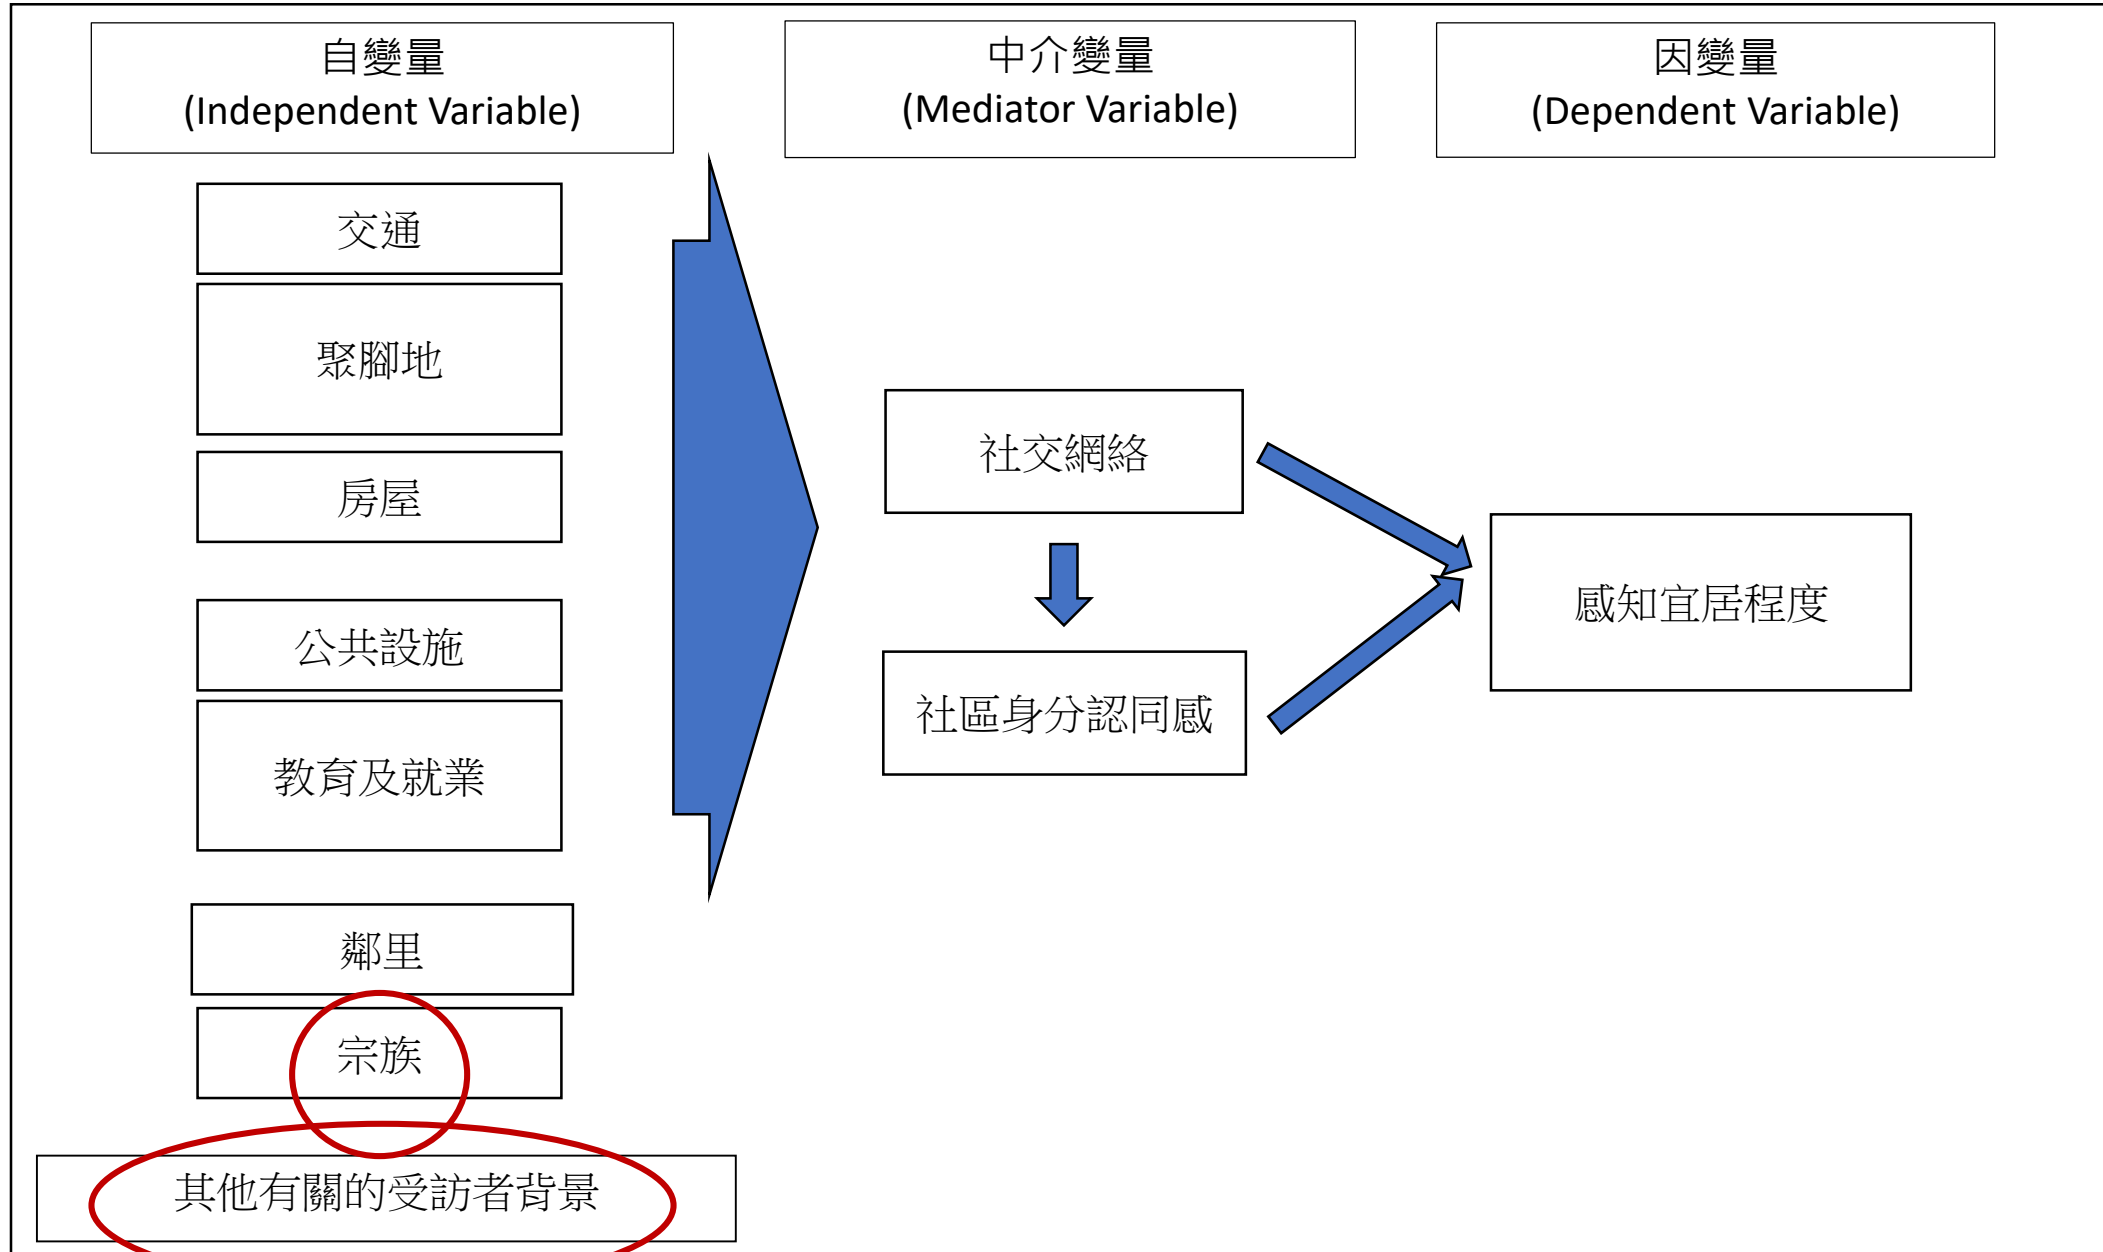 自變量
(Independent Variable)
中介變量
(Mediator Variable)
因變量
(Dependent Variable)
交通
聚腳地
房屋
公共設施
教育及就業
鄰里
宗族
其他有關的受訪者背景
社交網絡
社區身分認同感
感知宜居程度